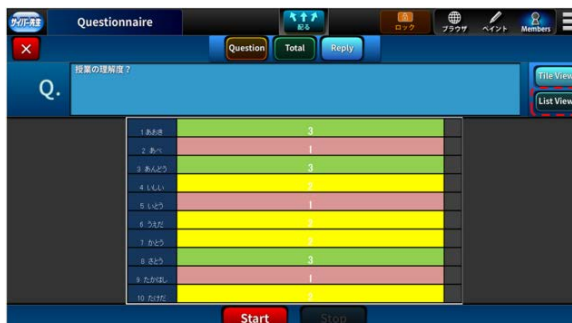 サイバー先生 Questionnaire 配る ロック ブラウザ ペイント Members
Question Total Reply
Q. 授業の理解度？
Tile View
List View
1 あおき 3
2 あべ 1
3 あんどう 3
4 いしい 2
5 いとう 1
6 うえだ 2
7 かとう 2
8 さとう 3
9 たかはし 1
10 たけだ
Start Stop